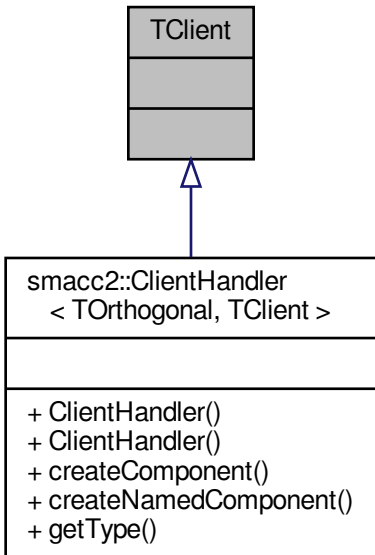 TClient
smacc2::ClientHandler
< TOrthogonal, TClient >
+ ClientHandler()
+ ClientHandler()
+ createComponent()
+ createNamedComponent()
+ getType()